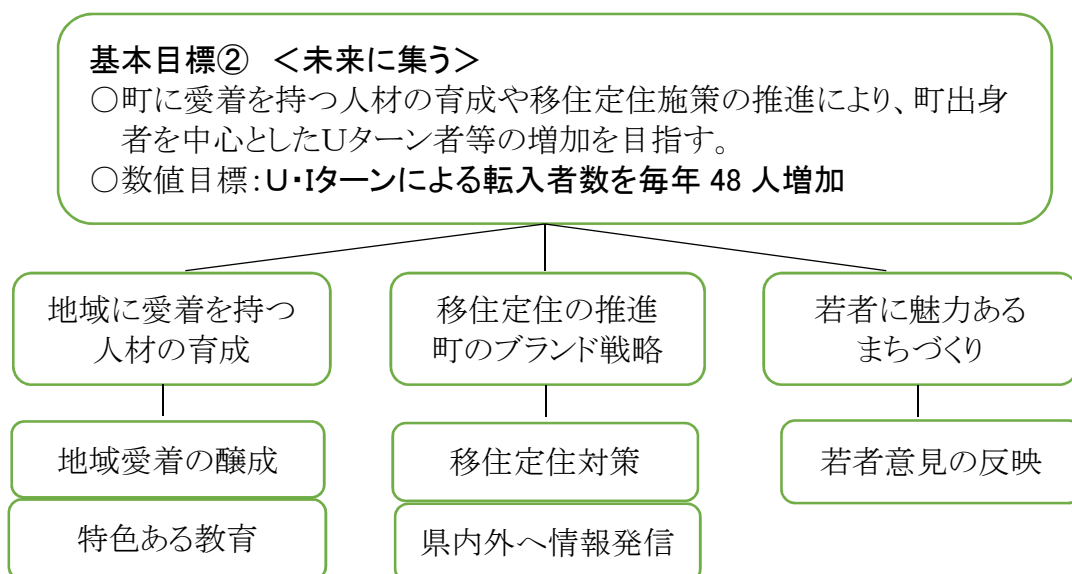 基本目標② ＜未来に集う＞
○町に愛着を持つ人材の育成や移住定住施策の推進により、町出身
者を中心としたUターン者等の増加を目指す。
○数値目標：U・Iターンによる転入者数を毎年 48 人増加
地域に愛着を持つ
人材の育成
移住定住の推進
町のブランド戦略
若者に魅力ある
まちづくり
地域愛着の醸成
移住定住対策
若者意見の反映
特色ある教育
県内外へ情報発信